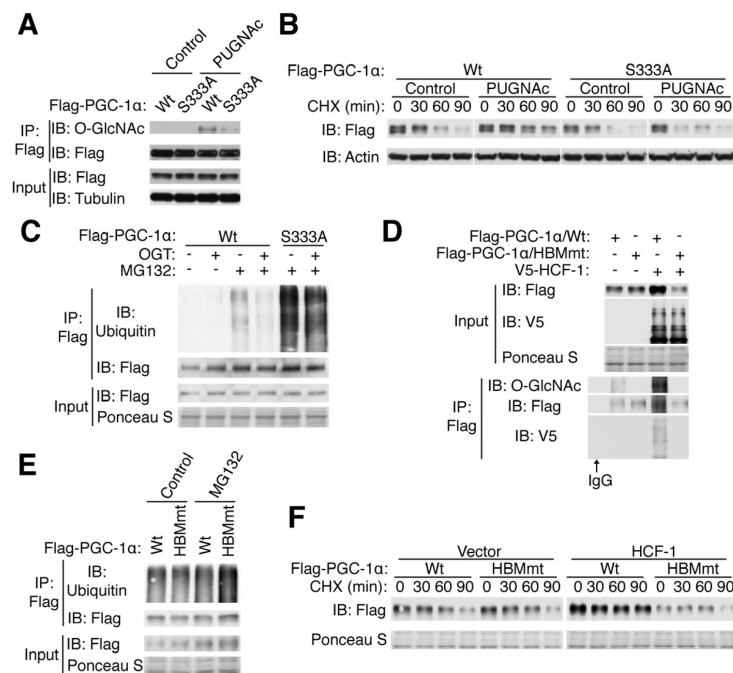 A
Control
PUGNAc
Flag-PGC-1α:
Wt
S333A
Wt
S333A
IP:
Flag
IB: O-GlcNAc
IB: Flag
Input
IB: Flag
IB: Tubulin
B
Flag-PGC-1α:
Wt
S333A
Control
PUGNAc
Control
PUGNAc
CHX (min): 0 30 60 90 0 30 60 90 0 30 60 90 0 30 60 90
IB: Flag
IB: Actin
C
Flag-PGC-1α:
Wt
S333A
OGT: - + - + - +
MG132: - - + + + +
IP:
Flag
IB:
Ubiquitin
IB: Flag
Input
IB: Flag
Ponceau S
D
Flag-PGC-1α/Wt: + - + -
Flag-PGC-1α/HBMmt: - + - +
V5-HCF-1: - - + +
Input
IB: Flag
IB: V5
Ponceau S
IP:
Flag
IB: O-GlcNAc
IB: Flag
IB: V5
IgG
E
Control
MG132
Flag-PGC-1α:
Wt
HBMmt
Wt
HBMmt
IP:
Flag
IB:
Ubiquitin
IB: Flag
Input
IB: Flag
Ponceau S
F
Vector
HCF-1
Flag-PGC-1α:
Wt
HBMmt
Wt
HBMmt
CHX (min): 0 30 60 90 0 30 60 90 0 30 60 90 0 30 60 90
IB: Flag
Ponceau S